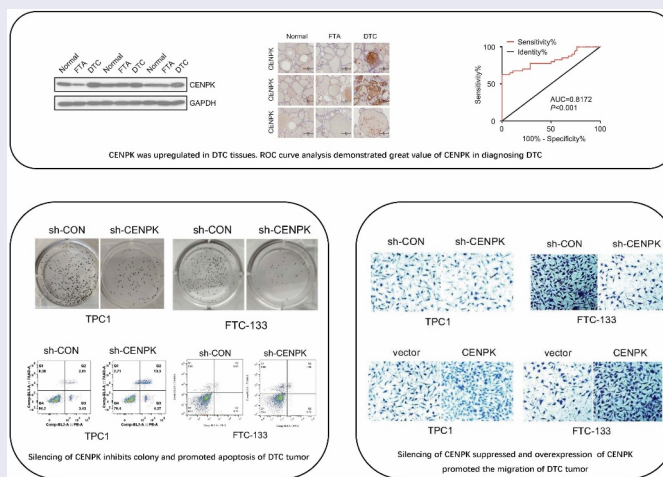 Normal FTA DTC Normal FTA DTC Normal FTA DTC
CENPK
GAPDH
Normal FTA DTC
CENPK
CENPK
CENPK
Sensitivity%
Identity%
Sensitivity%
100
50
0
0 50 100
AUC=0.8172
P<0.001
100% - Specificity%
CENPK was upregulated in DTC tissues. ROC curve analysis demonstrated great value of CENPK in diagnosing DTC
sh-CON sh-CENPK sh-CON sh-CENPK
TPC1 FTC-133
sh-CON sh-CENPK sh-CON sh-CENPK
Comp-BL1-A :: PE-A
TPC1 FTC-133
Silencing of CENPK inhibits colony and promoted apoptosis of DTC tumor
sh-CON sh-CENPK sh-CON sh-CENPK
TPC1 FTC-133
vector CENPK vector CENPK
TPC1 FTC-133
Silencing of CENPK suppressed and overexpression of CENPK
promoted the migration of DTC tumor